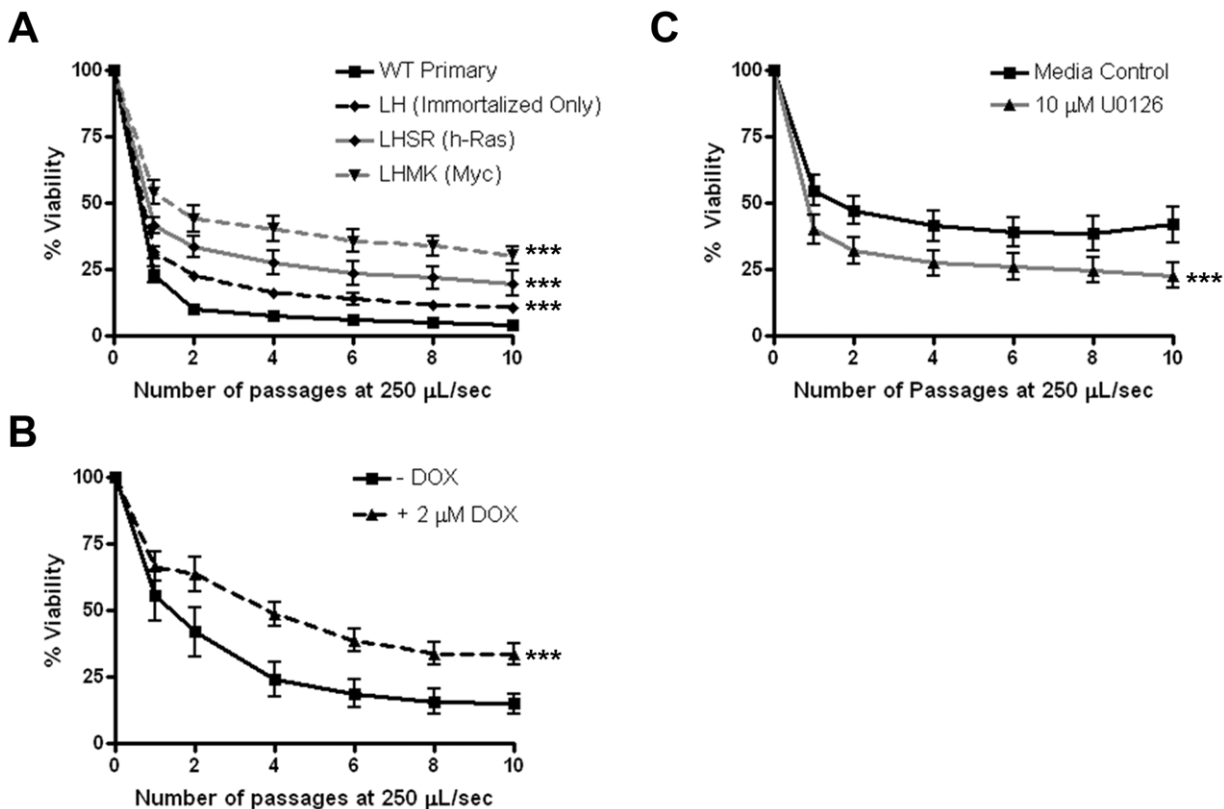 A
% Viability
100
75
50
25
0
0 2 4 6 8 10
Number of passages at 250 μL/sec
WT Primary
LH (Immortalized Only)
LHSR (h-Ras)
LHMK (Myc)
***
***
***
B
% Viability
100
75
50
25
0
0 2 4 6 8 10
Number of passages at 250 μL/sec
- DOX
+ 2 μM DOX
***
C
% Viability
100
75
50
25
0
0 2 4 6 8 10
Number of Passages at 250 μL/sec
Media Control
10 μM U0126
***